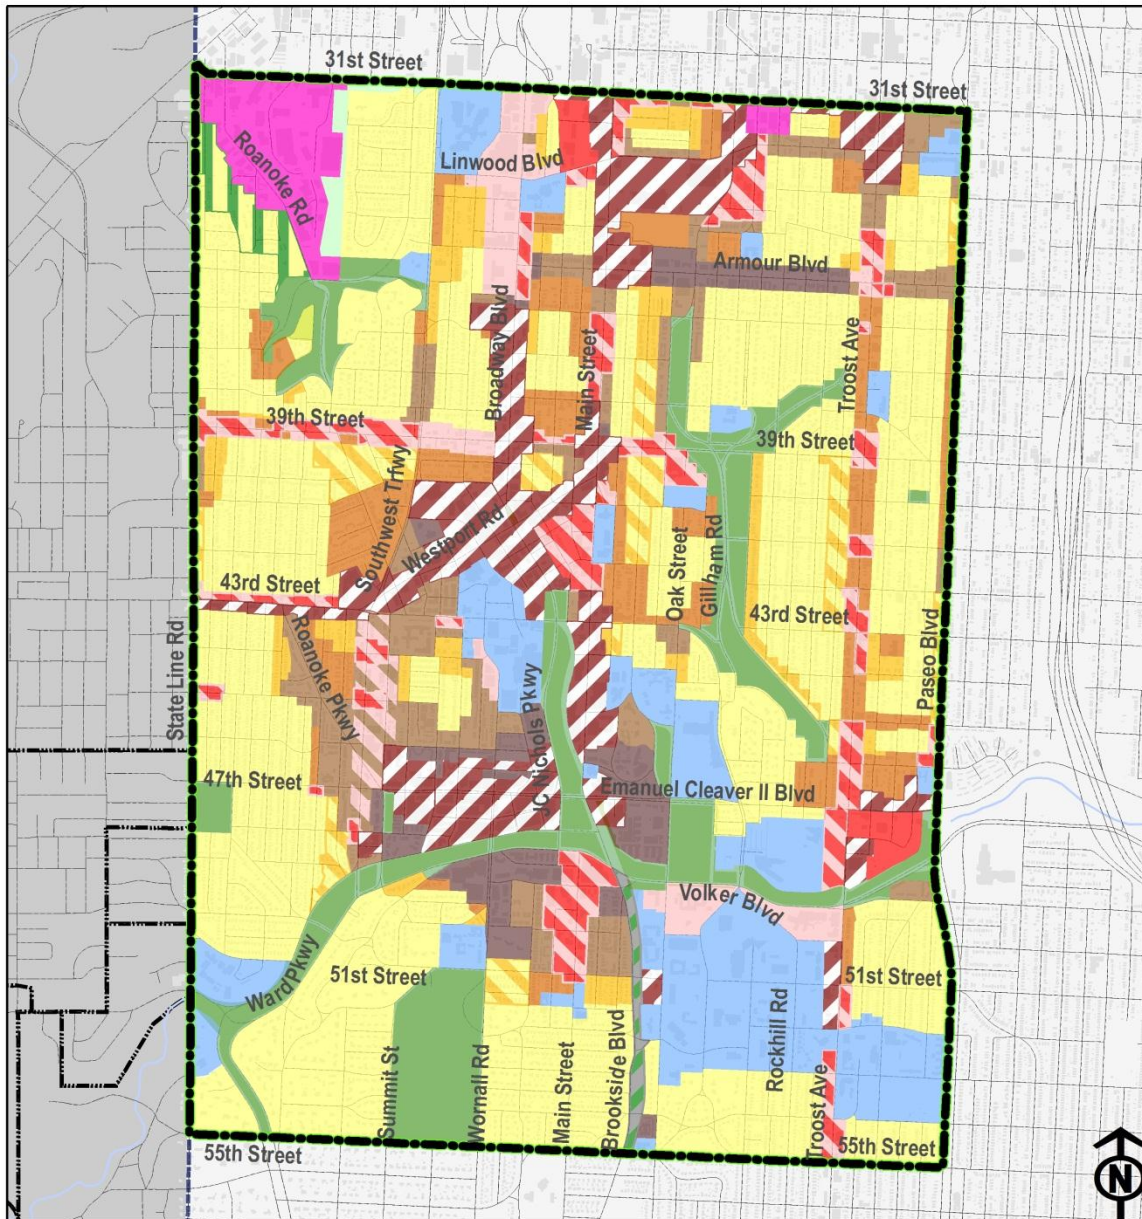 31st Street
31st Street
Roanoke Rd
Linwood Blvd
Armour Blvd
Broadway Blvd
Main Street
Troost Ave
39th Street
39th Street
Southwest Trfwy
Westport Rd
Oak Street
Gillham Rd
43rd Street
43rd Street
Roanoke Pkwy
State Line Rd
Paseo Blvd
JC Nichols Pkwy
47th Street
Emanuel Cleaver II Blvd
Volker Blvd
Ward Pkwy
51st Street
51st Street
Rockhill Rd
Summit St
Wornall Rd
Main Street
Brookside Blvd
Troost Ave
55th Street
55th Street
N